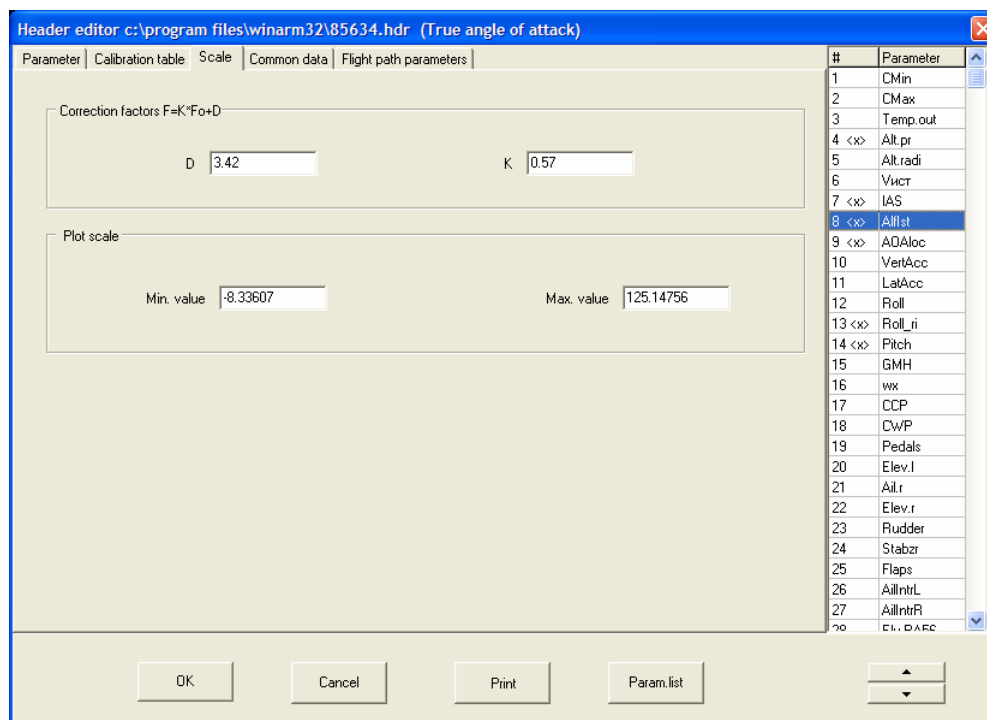 Header editor c:\program files\winarm32\85634.hdr (True angle of attack)
Parameter Calibration table Scale Common data Flight path parameters
Correction factors F=K*Fo+D
D 3.42 K 0.57
Plot scale
Min. value -8.33607 Max. value 125.14756
# Parameter
1 CMin
2 CMax
3 Temp.out
4 <x> Alt.pr
5 Alt.radi
6 Vист
7 <x> IAS
8 <x> AlfIst
9 <x> AOAloc
10 VertAcc
11 LatAcc
12 Roll
13 <x> Roll_ri
14 <x> Pitch
15 GMH
16 wx
17 CCP
18 CWP
19 Pedals
20 Elev.l
21 Ail.r
22 Elev.r
23 Rudder
24 Stabzr
25 Flaps
26 AilIntrL
27 AilIntrR
28
OK Cancel Print Param.list